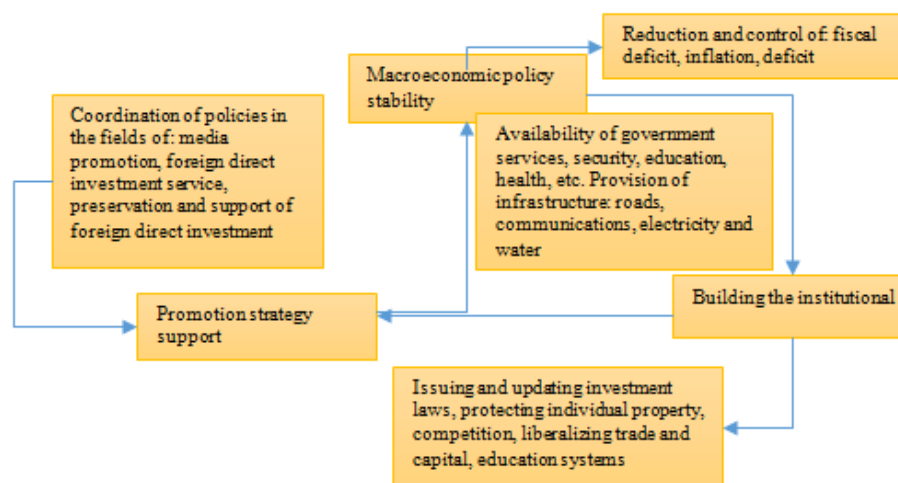 Reduction and control of: fiscal
deficit, inflation, deficit
Macroeconomic policy
stability
Coordination of policies in
the fields of: media
promotion, foreign direct
investment service,
preservation and support of
foreign direct investment
Availability of government
services, security, education,
health, etc. Provision of
infrastructure: roads,
communications, electricity and
water
Building the institutional
Promotion strategy
support
Issuing and updating investment
laws, protecting individual property,
competition, liberalizing trade and
capital, education systems